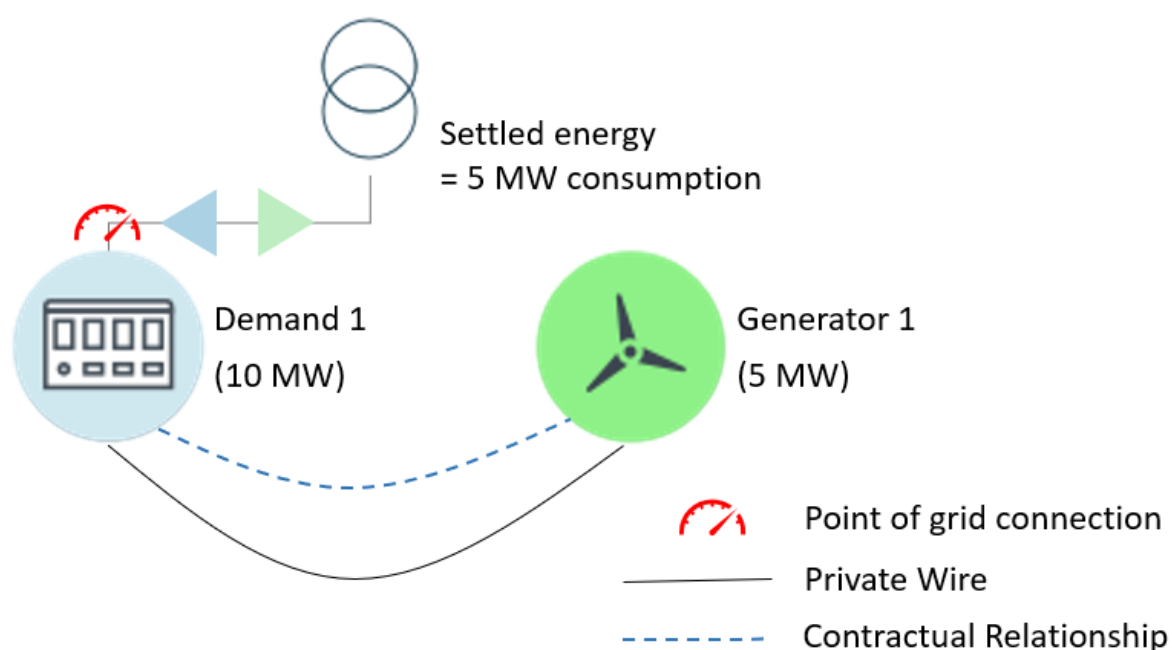 Settled energy
= 5 MW consumption
Demand 1
(10 MW)
Generator 1
(5 MW)
Point of grid connection
Private Wire
Contractual Relationship